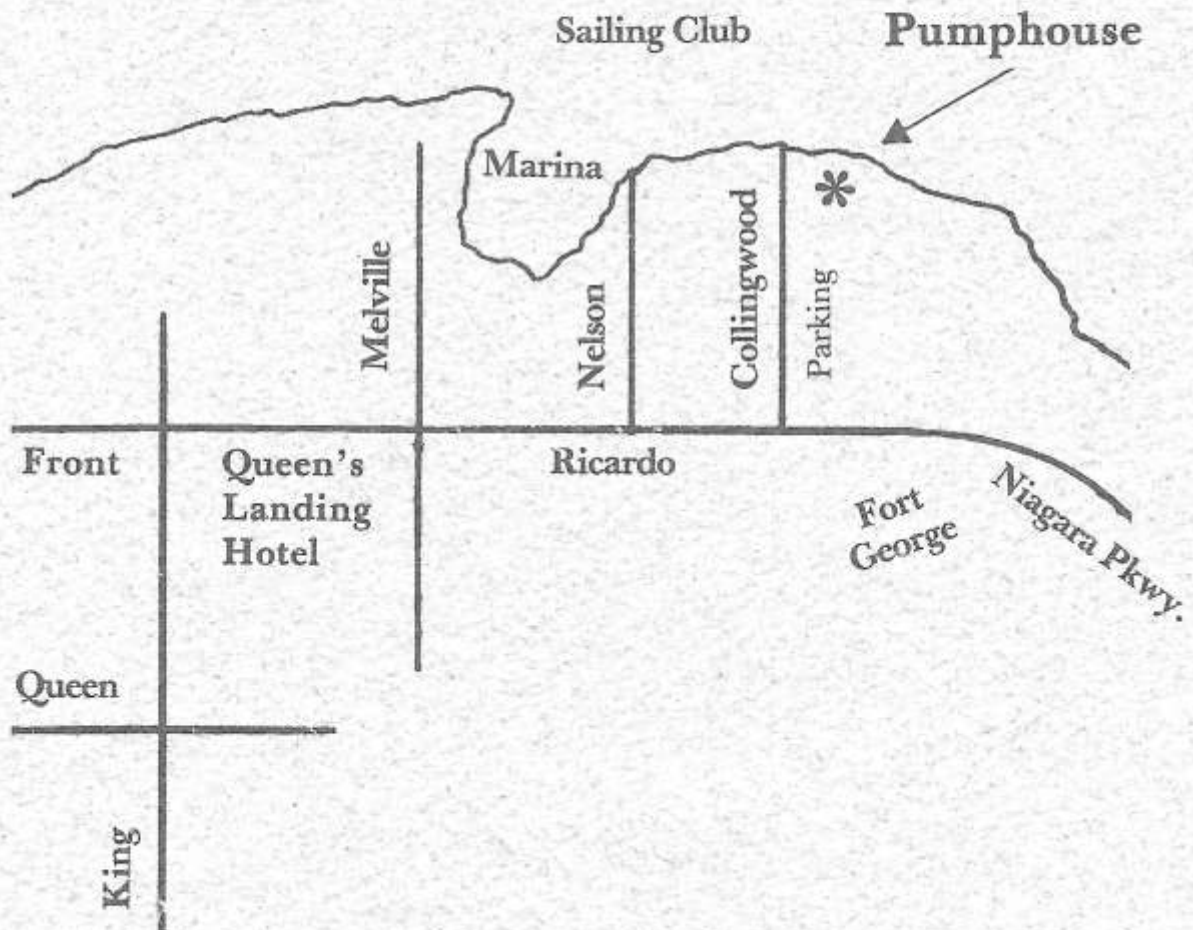 Sailing Club
Pumphouse
Marina
*
Melville
Nelson
Collingwood
Parking
Front
Queen's
Landing
Hotel
Ricardo
Fort
George
Niagara Pkwy.
Queen
King